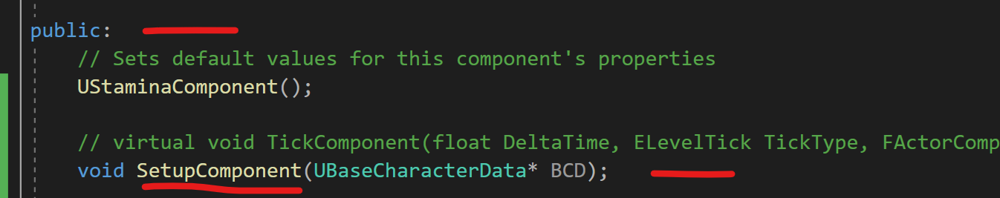 public:
// Sets default values for this component's properties
UStaminaComponent();
// virtual void TickComponent(float DeltaTime, ELevelTick TickType, FActorComp
void SetupComponent(UBaseCharacterData* BCD);